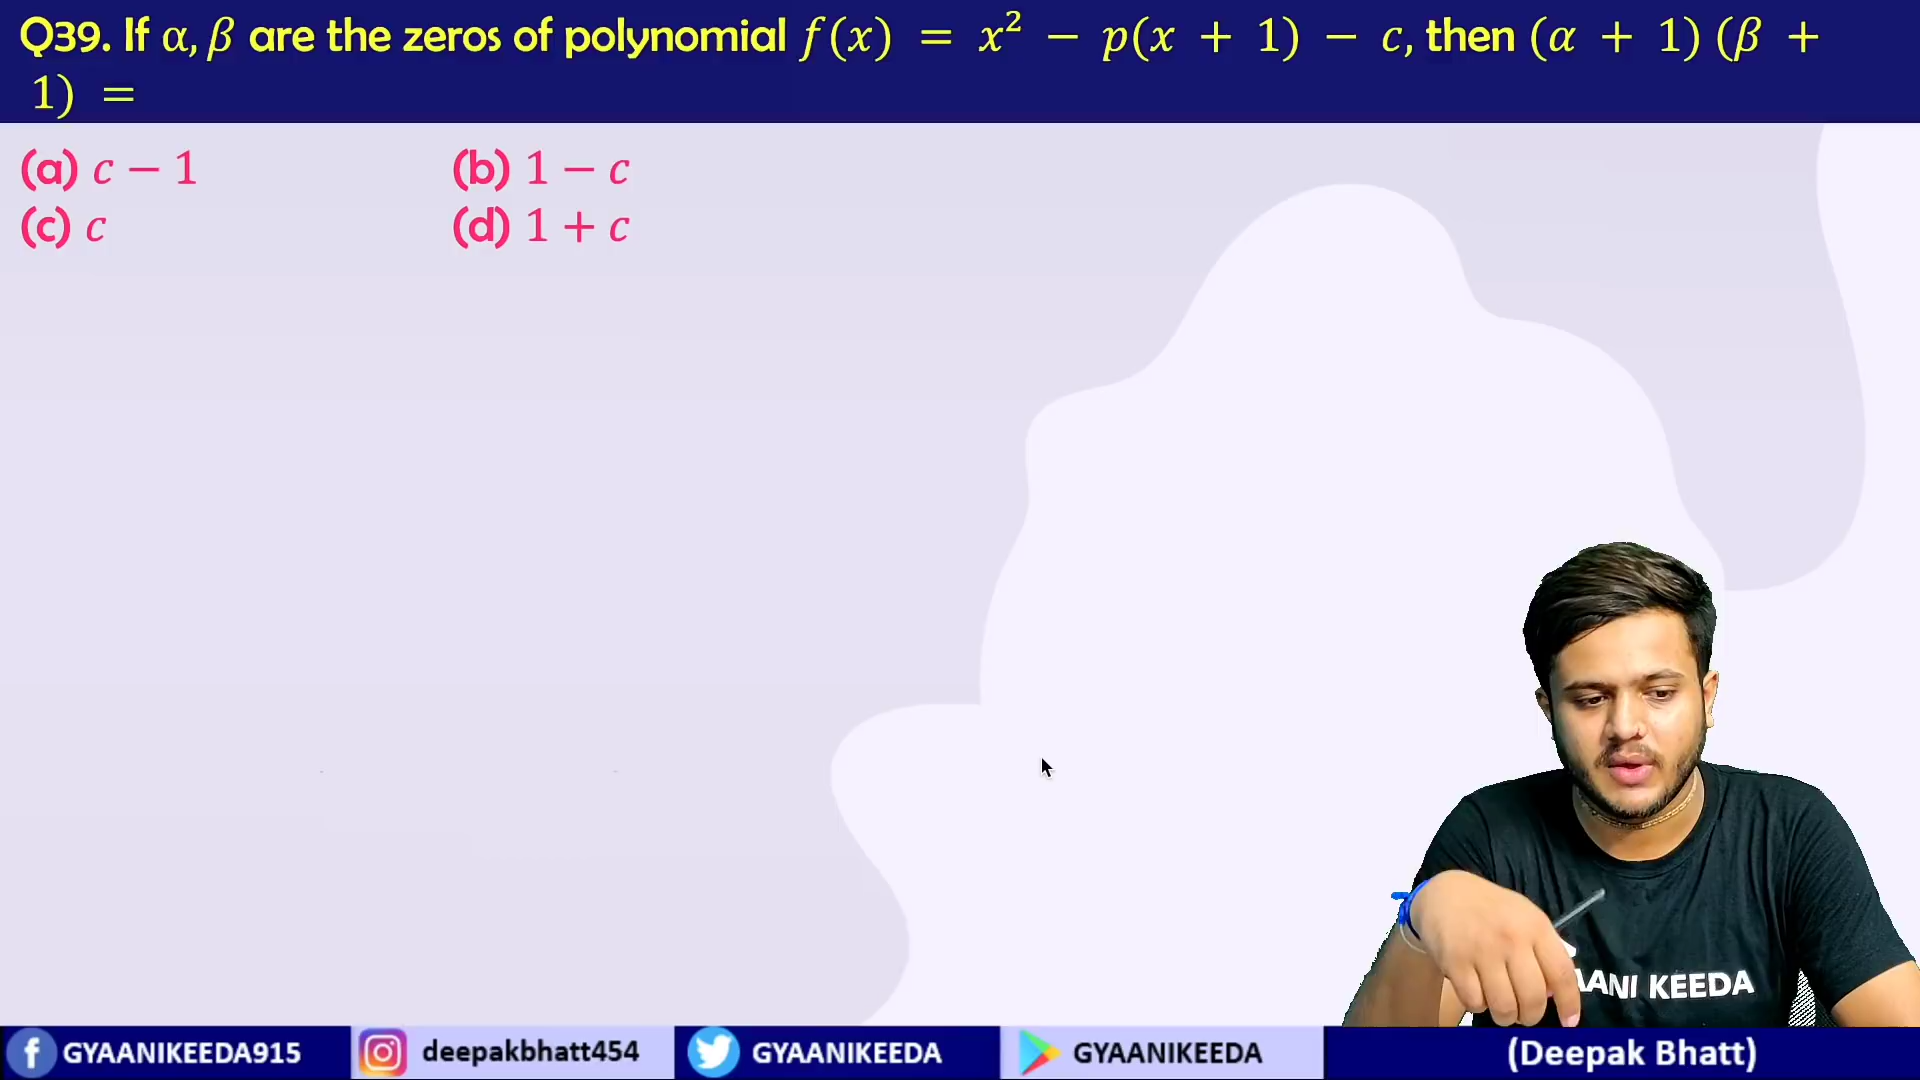 Q39. If α, β are the zeros of polynomial f(x) = x² − p(x + 1) − c, then (α + 1) (β +
1) =
(a) c − 1 (b) 1 − c
(c) c (d) 1 + c
AANI KEEDA
GYAANIKEEDA915 deepakbhatt454 GYAANIKEEDA GYAANIKEEDA (Deepak Bhatt)